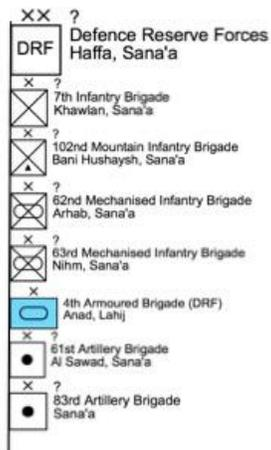 XX ?
DRF
Defence Reserve Forces
Haffa, Sana'a
X ?
7th Infantry Brigade
Khawlan, Sana'a
X ?
102nd Mountain Infantry Brigade
Bani Hushaysh, Sana'a
X ?
62nd Mechanised Infantry Brigade
Arhab, Sana'a
X ?
63rd Mechanised Infantry Brigade
Nihm, Sana'a
X
4th Armoured Brigade (DRF)
Anad, Lahij
X ?
61st Artillery Brigade
Al Sawad, Sana'a
X ?
83rd Artillery Brigade
Sana'a